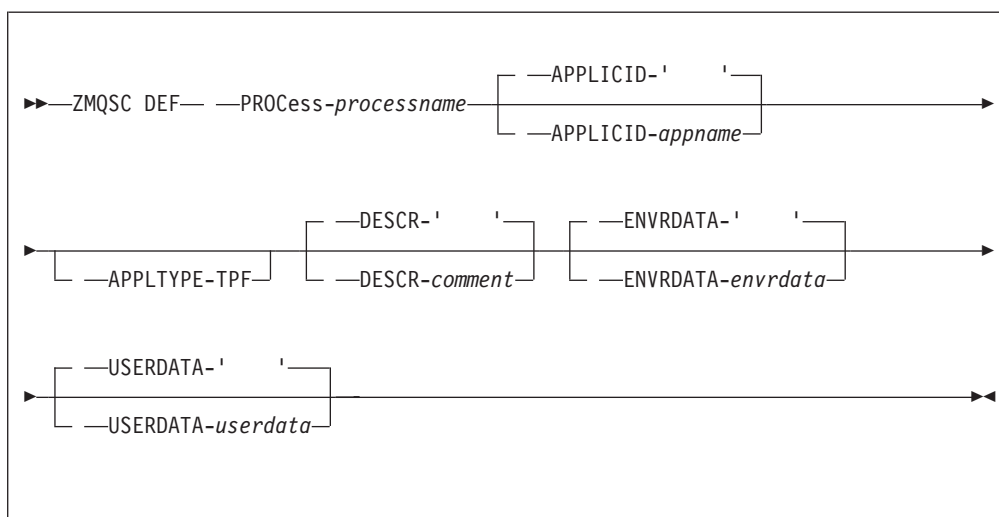 APPLICID-' '
ZMQSC DEF PROCess-processname
APPLICID-appname
DESCR-' ' ENVRDATA-' '
APPLTYPE-TPF DESCR-comment ENVRDATA-envrdata
USERDATA-' '
USERDATA-userdata